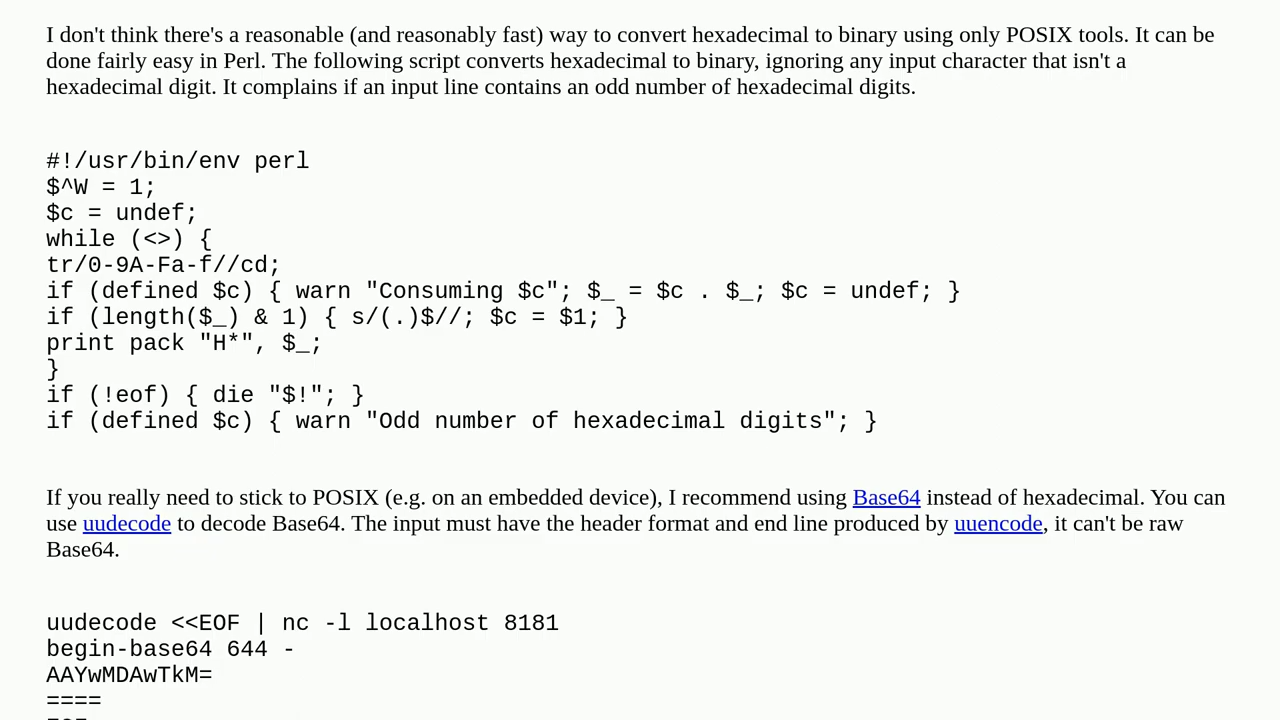 I don't think there's a reasonable (and reasonably fast) way to convert hexadecimal to binary using only POSIX tools. It can be
done fairly easy in Perl. The following script converts hexadecimal to binary, ignoring any input character that isn't a
hexadecimal digit. It complains if an input line contains an odd number of hexadecimal digits.
#!/usr/bin/env perl
$^W = 1;
$c = undef;
while (<>) {
tr/0-9A-Fa-f//cd;
if (defined $c) { warn "Consuming $c"; $_ = $c . $_; $c = undef; }
if (length($_) & 1) { s/(.)$//; $c = $1; }
print pack "H*", $_;
}
if (!eof) { die "$!"; }
if (defined $c) { warn "Odd number of hexadecimal digits"; }
If you really need to stick to POSIX (e.g. on an embedded device), I recommend using Base64 instead of hexadecimal. You can
use uudecode to decode Base64. The input must have the header format and end line produced by uuencode, it can't be raw
Base64.
uudecode <<EOF | nc -l localhost 8181
begin-base64 644 -
AAYwMDAwTkM=
====